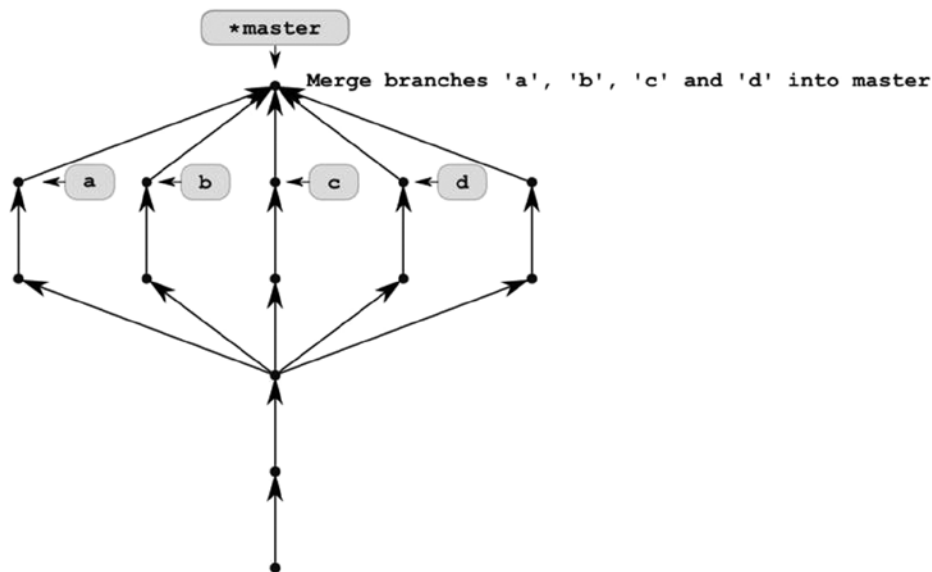 *master
Merge branches 'a', 'b', 'c' and 'd' into master
a
b
c
d